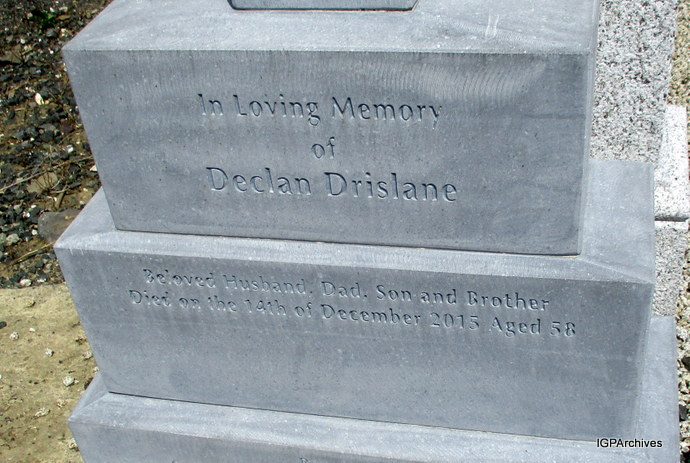 In Loving Memory
of
Declan Drislane
Beloved Husband, Dad, Son and Brother
Died on the 14th of December 2015 Aged 58
IGPArchives